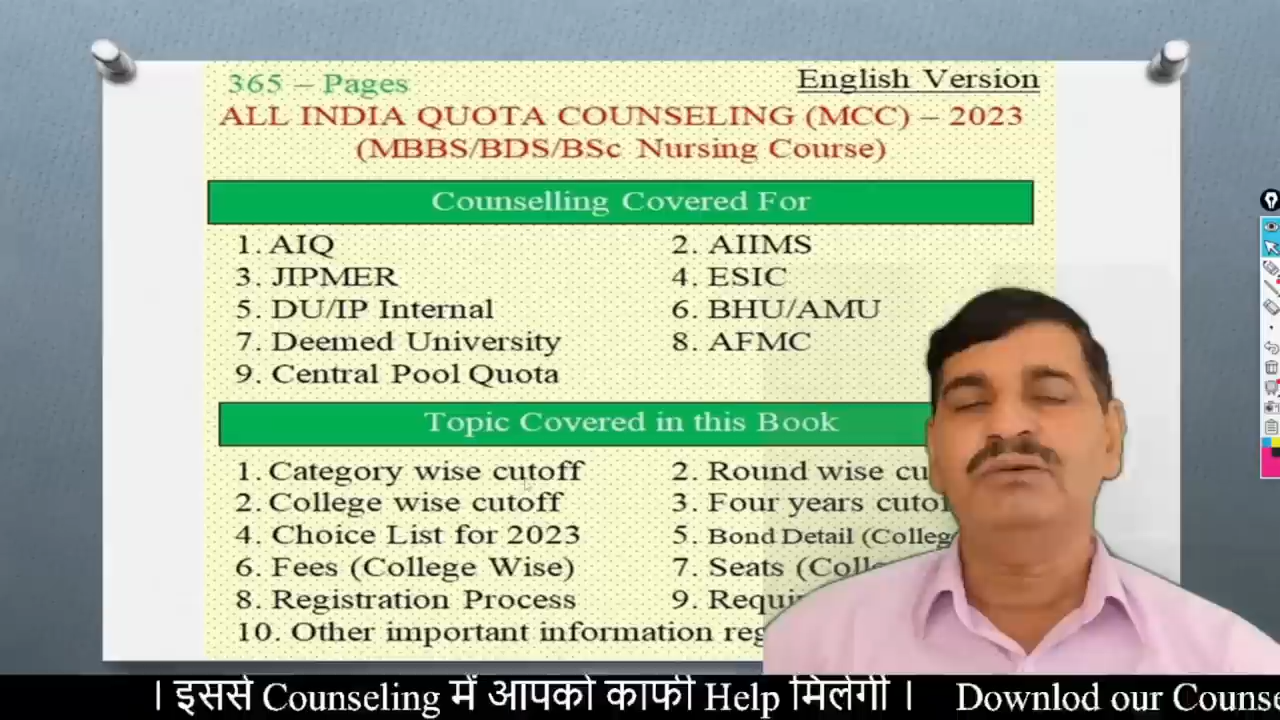 365 – Pages English Version
ALL INDIA QUOTA COUNSELING (MCC) – 2023
(MBBS/BDS/BSc Nursing Course)
Counselling Covered For
1. AIQ 2. AIIMS
3. JIPMER 4. ESIC
5. DU/IP Internal 6. BHU/AMU
7. Deemed University 8. AFMC
9. Central Pool Quota
Topic Covered in this Book
1. Category wise cutoff 2. Round wise
2. College wise cutoff 3. Four years
4. Choice List for 2023 5. Bond Detail
6. Fees (College Wise) 7. Seats
8. Registration Process 9.
10. Other important information
। इससे Counseling में आपको काफी Help मिलेगी । Downlod our